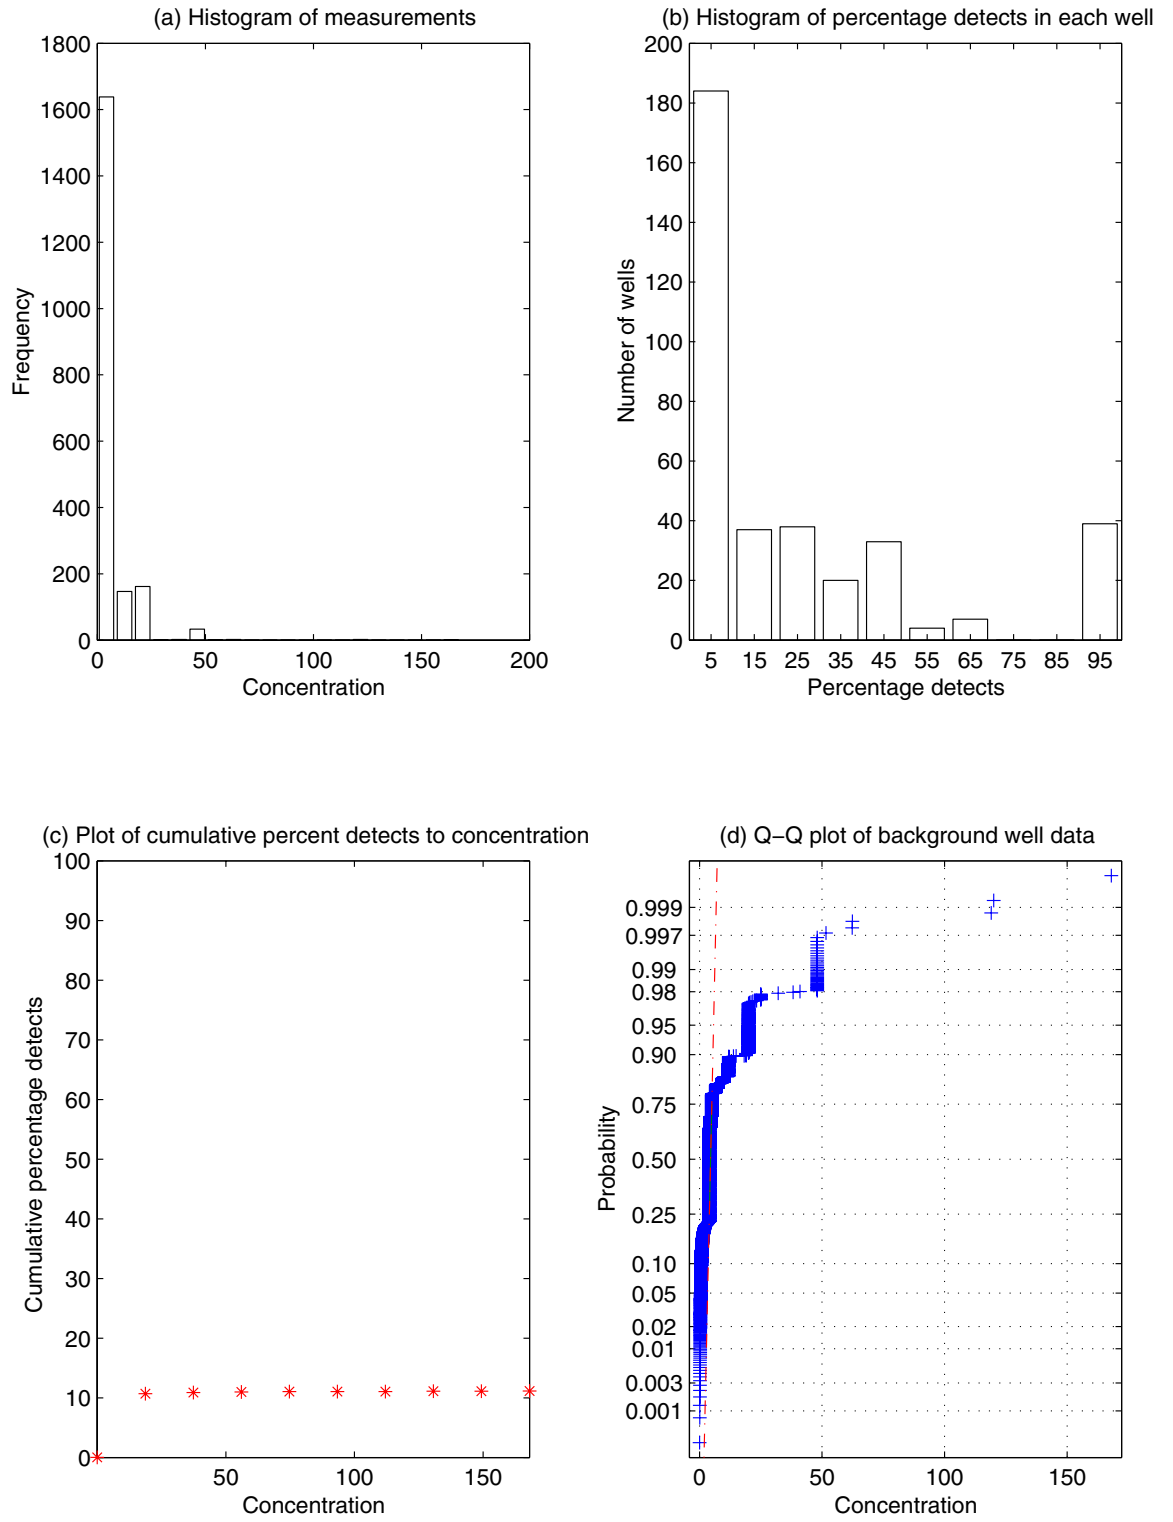 (a) Histogram of measurements
1800
1600
1400
1200
1000
800
600
400
200
0
0 50 100 150 200
Frequency
Concentration
(b) Histogram of percentage detects in each well
200
180
160
140
120
100
80
60
40
20
0
5 15 25 35 45 55 65 75 85 95
Number of wells
Percentage detects
(c) Plot of cumulative percent detects to concentration
100
90
80
70
60
50
40
30
20
10
0
50 100 150
Cumulative percentage detects
Concentration
(d) Q−Q plot of background well data
0.999
0.997
0.99
0.98
0.95
0.90
0.75
0.50
0.25
0.10
0.05
0.02
0.01
0.003
0.001
0 50 100 150
Probability
Concentration